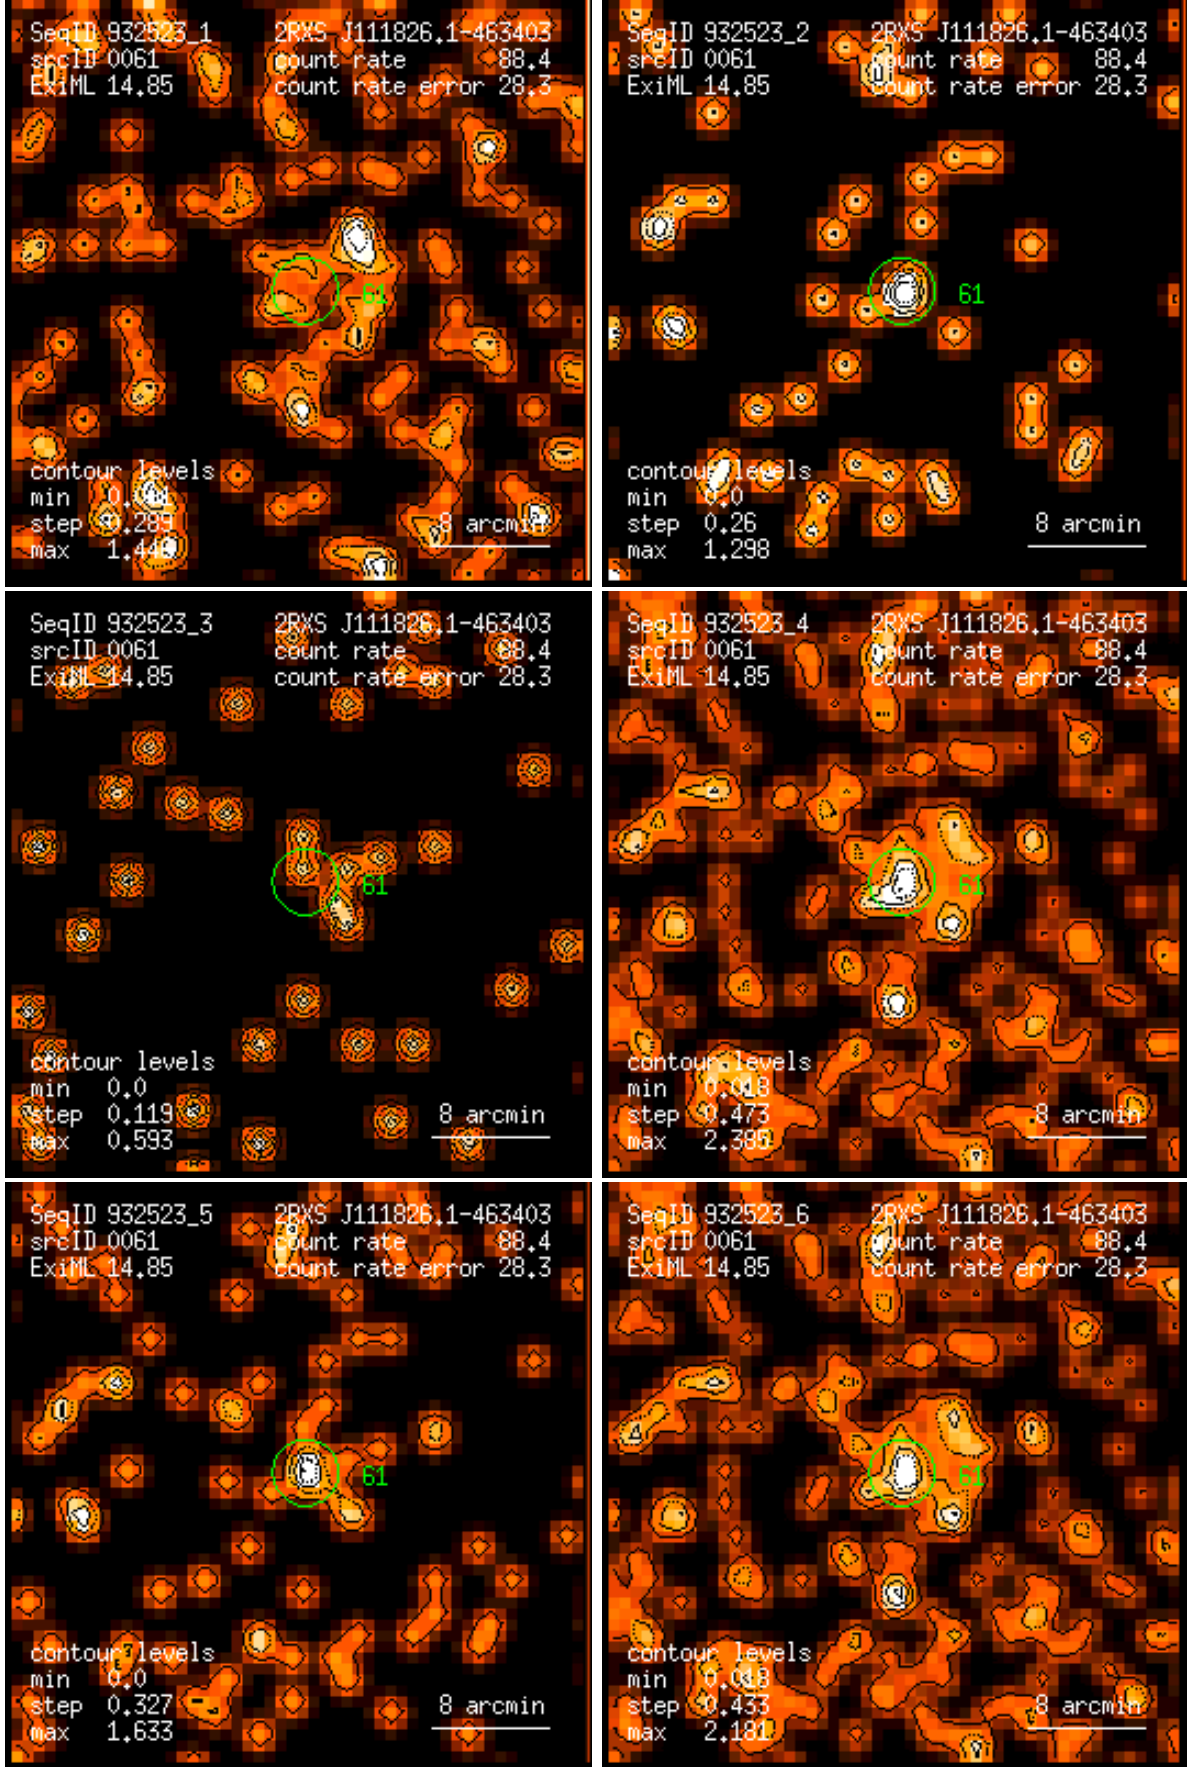 SeqID 932523_1 2RXS J111826.1-463403
srcID 0061 count rate 88.4
ExiML 14.85 count rate error 28.3
61
contour levels
min
step 0.289
max 1.446
8 arcmin
SeqID 932523_2 2RXS J111826.1-463403
srcID 0061 count rate 88.4
ExiML 14.85 count rate error 28.3
61
contour levels
min 0.0
step 0.26
max 1.298
8 arcmin
SeqID 932523_3 2RXS J111826.1-463403
srcID 0061 count rate 88.4
ExiML 14.85 count rate error 28.3
61
contour levels
min 0.0
step 0.119
max 0.593
8 arcmin
SeqID 932523_4 2RXS J111826.1-463403
srcID 0061 count rate 88.4
ExiML 14.85 count rate error 28.3
61
contour levels
min 0.018
step 0.473
max 2.385
8 arcmin
SeqID 932523_5 2RXS J111826.1-463403
srcID 0061 count rate 88.4
ExiML 14.85 count rate error 28.3
61
contour levels
min 0.0
step 0.327
max 1.633
8 arcmin
SeqID 932523_6 2RXS J111826.1-463403
srcID 0061 count rate 88.4
ExiML 14.85 count rate error 28.3
61
contour levels
min 0.018
step 0.433
max 2.181
8 arcmin